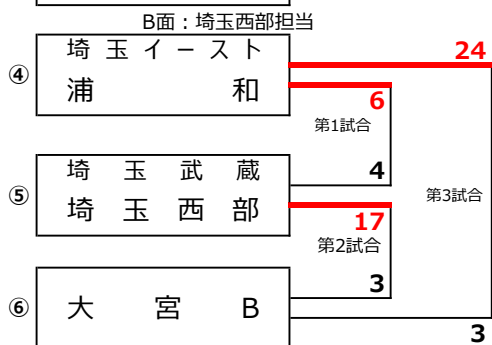 B面：埼玉西部担当
④
埼玉イースト
24
浦和
6
第1試合
⑤
埼玉武蔵
4
埼玉西部
第3試合
17
第2試合
3
⑥
大宮B
3